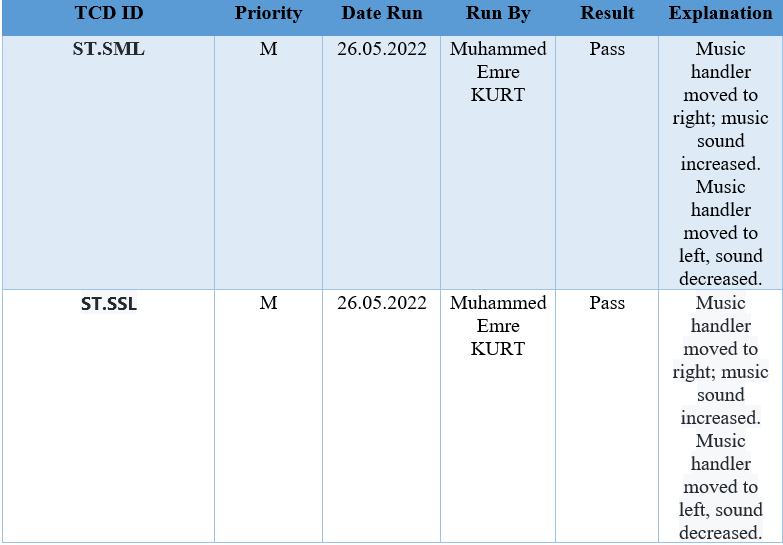 TCD ID Priority Date Run Run By Result Explanation
ST.SML M 26.05.2022 Muhammed Pass Music
Emre handler
KURT moved to
right; music
sound
increased.
Music
handler
moved to
left, sound
decreased.
ST.SSL M 26.05.2022 Muhammed Pass Music
Emre handler
KURT moved to
right; music
sound
increased.
Music
handler
moved to
left, sound
decreased.